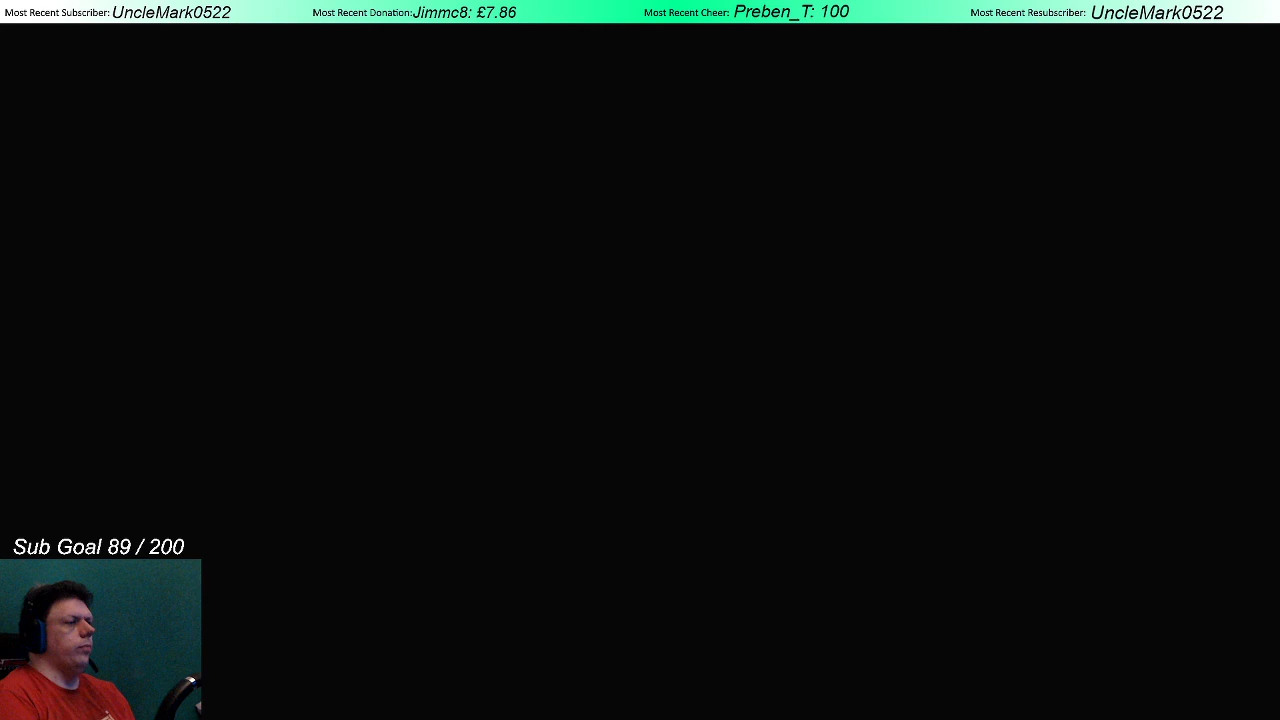 Most Recent Subscriber: UncleMark0522
Most Recent Donation: Jimmc8: £7.86
Most Recent Cheer: Preben_T: 100
Most Recent Resubscriber: UncleMark0522
Sub Goal 89 / 200